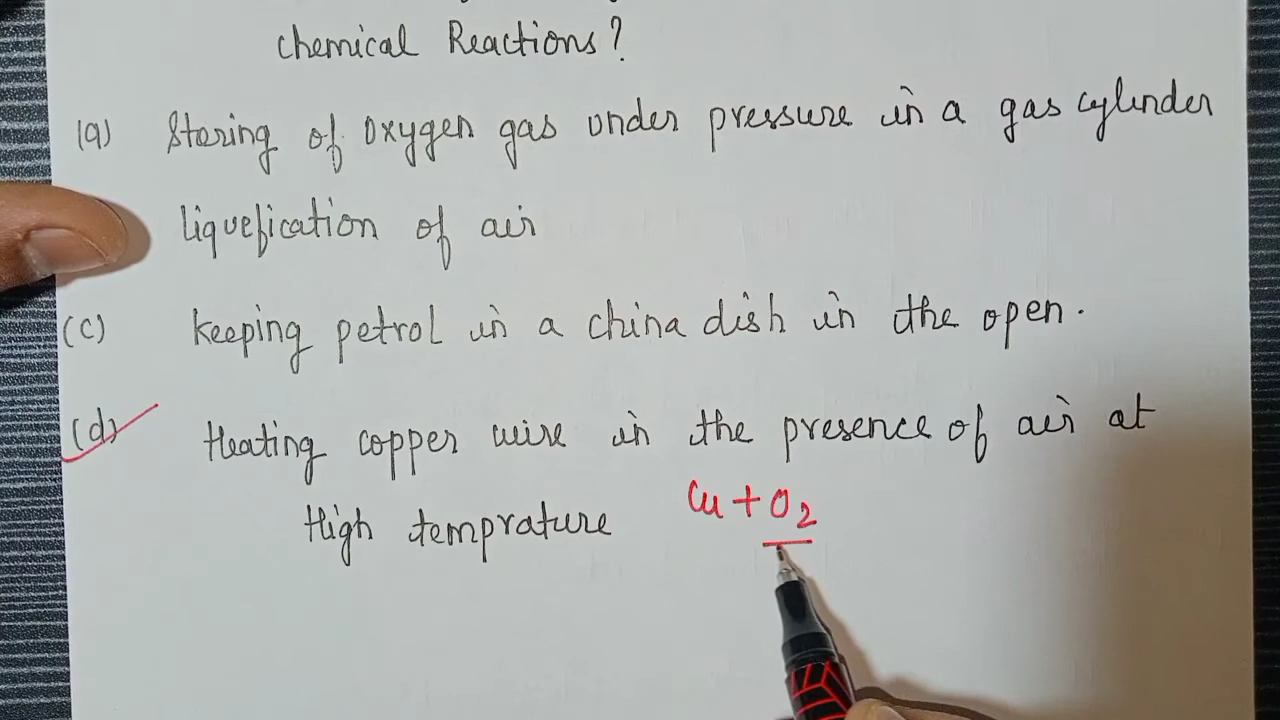 chemical Reactions?
(a) Storing of oxygen gas under pressure in a gas cylinder
liquefication of air
(c) keeping petrol in a china dish in the open.
(d) Heating copper wire in the presence of air at
High temprature Cu + O2